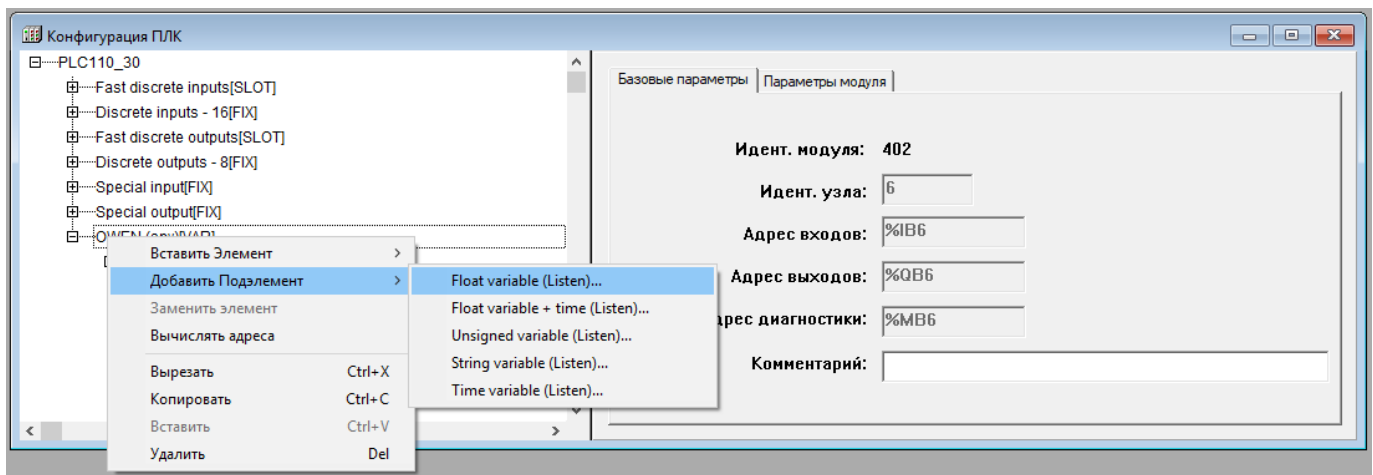 Конфигурация ПЛК
PLC110_30
Fast discrete inputs[SLOT]
Discrete inputs - 16[FIX]
Fast discrete outputs[SLOT]
Discrete outputs - 8[FIX]
Special input[FIX]
Special output[FIX]
Вставить Элемент
Добавить Подэлемент
Заменить элемент
Вычислять адреса
Вырезать Ctrl+X
Копировать Ctrl+C
Вставить Ctrl+V
Удалить Del
Float variable (Listen)...
Float variable + time (Listen)...
Unsigned variable (Listen)...
String variable (Listen)...
Time variable (Listen)...
Базовые параметры Параметры модуля
Идент. модуля: 402
Идент. узла: 6
Адрес входов: %IB6
Адрес выходов: %QB6
диагностики: %MB6
Комментарий: